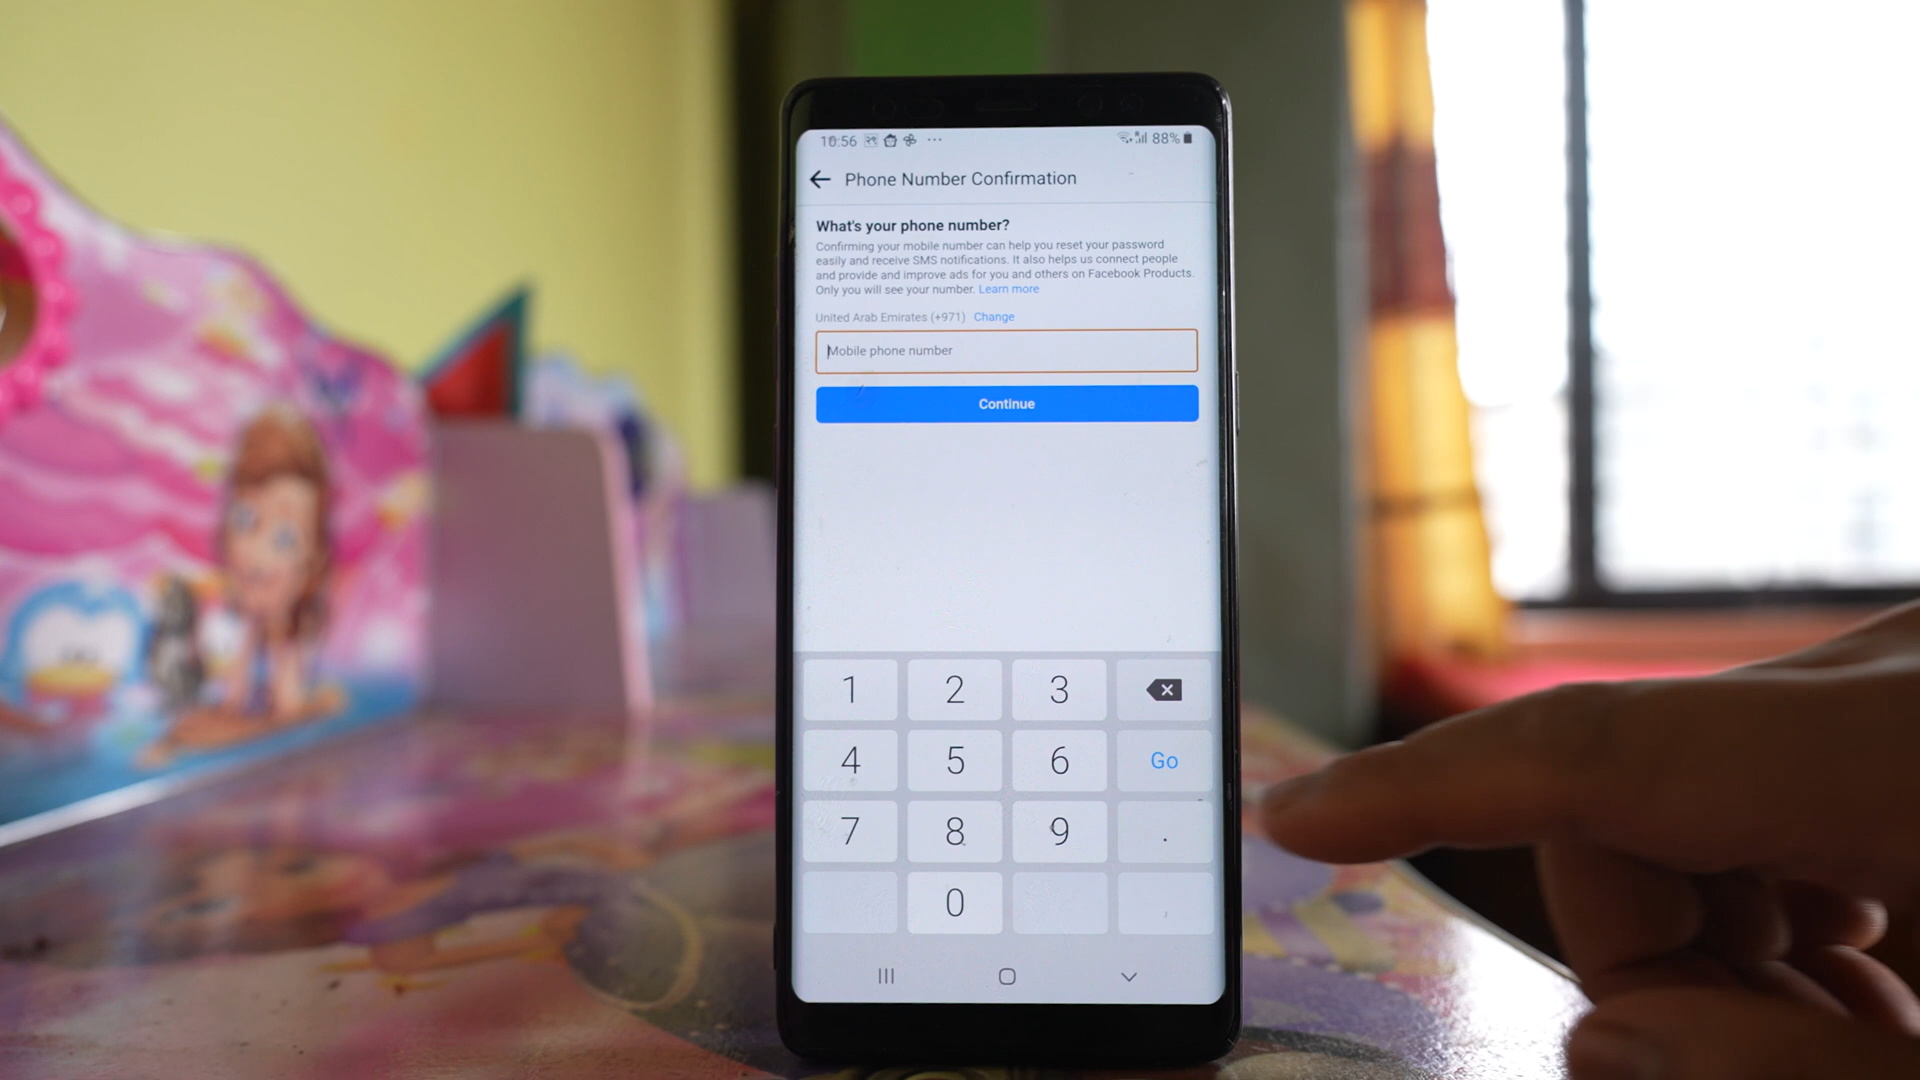 10:56 88%
Phone Number Confirmation
What's your phone number?
Confirming your mobile number can help you reset your password
easily and receive SMS notifications. It also helps us connect people
and provide and improve ads for you and others on Facebook Products.
Only you will see your number. Learn more
United Arab Emirates (+971) Change
Mobile phone number
Continue
1 2 3
4 5 6 Go
7 8 9 .
0 ,